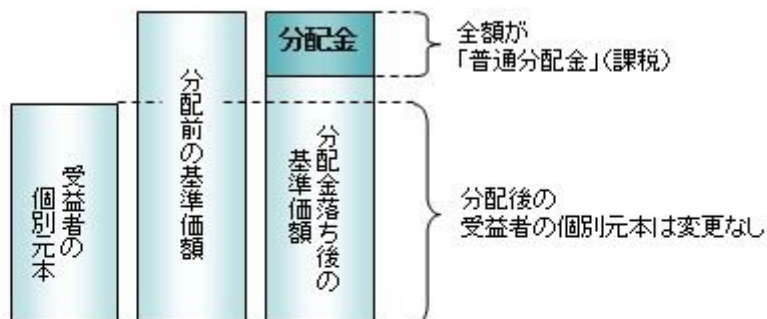 受益者の
個別元本
分配前の基準価額
分配金
分配金落ち後の
基準価額
全額が
「普通分配金」(課税)
分配後の
受益者の個別元本は変更なし